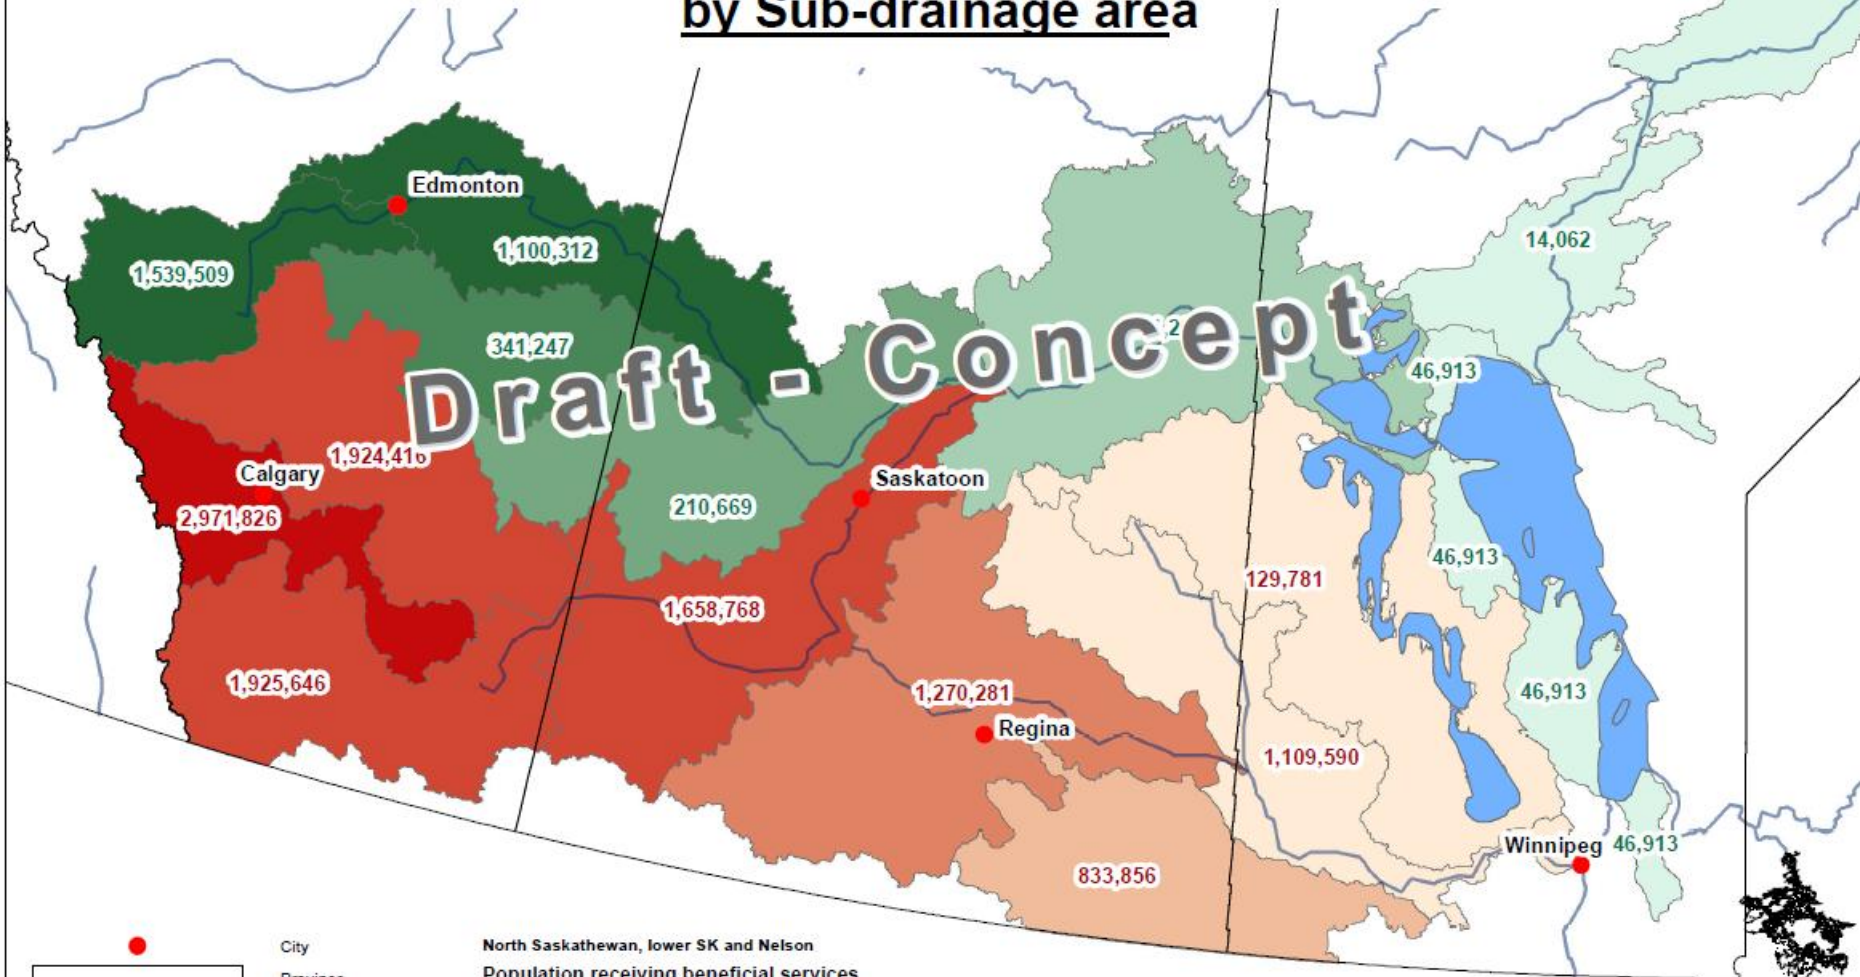 by Sub-drainage area
Edmonton
1,539,509
1,100,312
14,062
341,247
Draft - Concept
46,913
1,924,416
Calgary
Saskatoon
2,971,826
210,669
46,913
129,781
1,658,768
1,925,646
1,270,281
46,913
Regina
1,109,590
Winnipeg
46,913
833,856
City
North Saskathewan, lower SK and Nelson
Province
Population receiving beneficial services